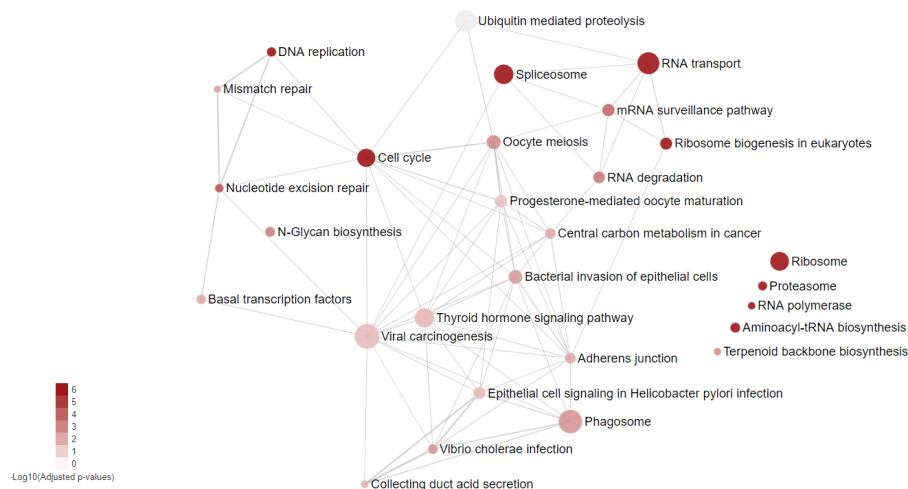 Ubiquitin mediated proteolysis
DNA replication
RNA transport
Spliceosome
Mismatch repair
mRNA surveillance pathway
Oocyte meiosis
Ribosome biogenesis in eukaryotes
Cell cycle
RNA degradation
Nucleotide excision repair
Progesterone-mediated oocyte maturation
N-Glycan biosynthesis
Central carbon metabolism in cancer
Ribosome
Bacterial invasion of epithelial cells
Proteasome
Basal transcription factors
RNA polymerase
Thyroid hormone signaling pathway
Aminoacyl-tRNA biosynthesis
Viral carcinogenesis
Terpenoid backbone biosynthesis
Adherens junction
Epithelial cell signaling in Helicobacter pylori infection
Phagosome
Vibrio cholerae infection
Collecting duct acid secretion
6
5
4
3
2
1
0
-Log10(Adjusted p-values)